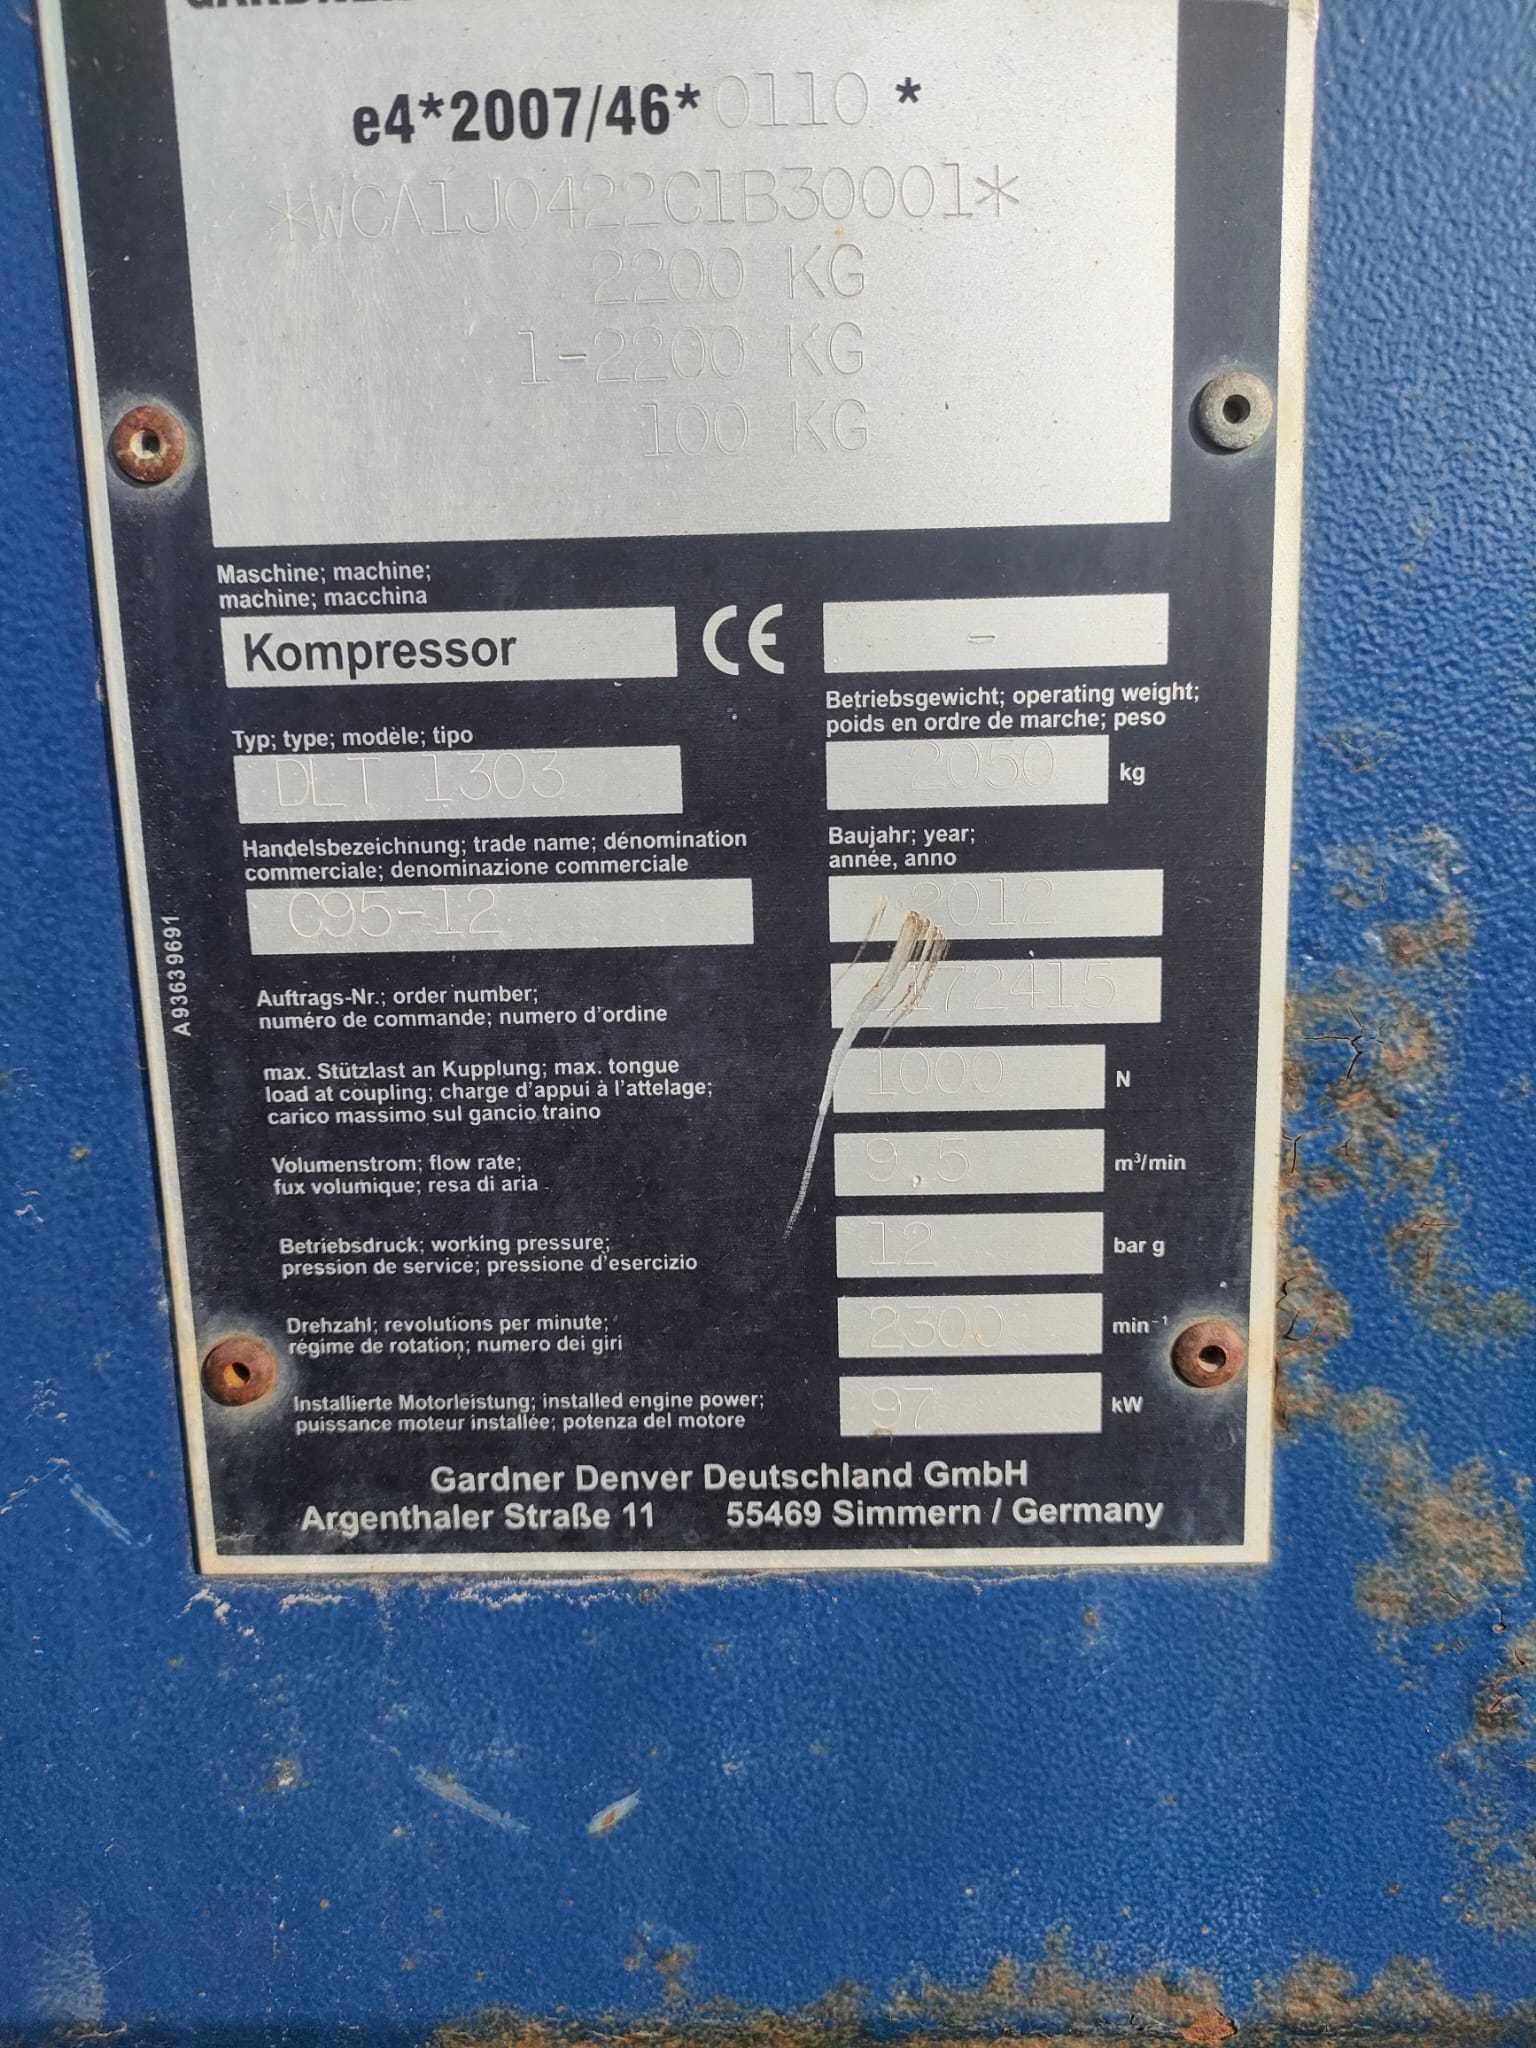 e4*2007/46*0110 *
*WCA1J0422C1B30001*
2200 KG
1-2200 KG
100 KG
Maschine; machine;
machine; macchina
Kompressor CE -
Typ; type; modèle; tipo
DLT 1303
Betriebsgewicht; operating weight;
poids en ordre de marche; peso
2050 kg
Handelsbezeichnung; trade name; dénomination
commerciale; denominazione commerciale
C95-12
Baujahr; year;
année, anno
2012
A93639691
Auftrags-Nr.; order number;
numéro de commande; numero d'ordine
172415
max. Stützlast an Kupplung; max. tongue
load at coupling; charge d'appui à l'attelage;
carico massimo sul gancio traino
1000 N
Volumenstrom; flow rate;
fux volumique; resa di aria
9,5 m³/min
Betriebsdruck; working pressure;
pression de service; pressione d'esercizio
12 bar g
Drehzahl; revolutions per minute;
régime de rotation; numero dei giri
2300 min⁻¹
Installierte Motorleistung; installed engine power;
puissance moteur installée; potenza del motore
97 kW
Gardner Denver Deutschland GmbH
Argenthaler Straße 11 55469 Simmern / Germany